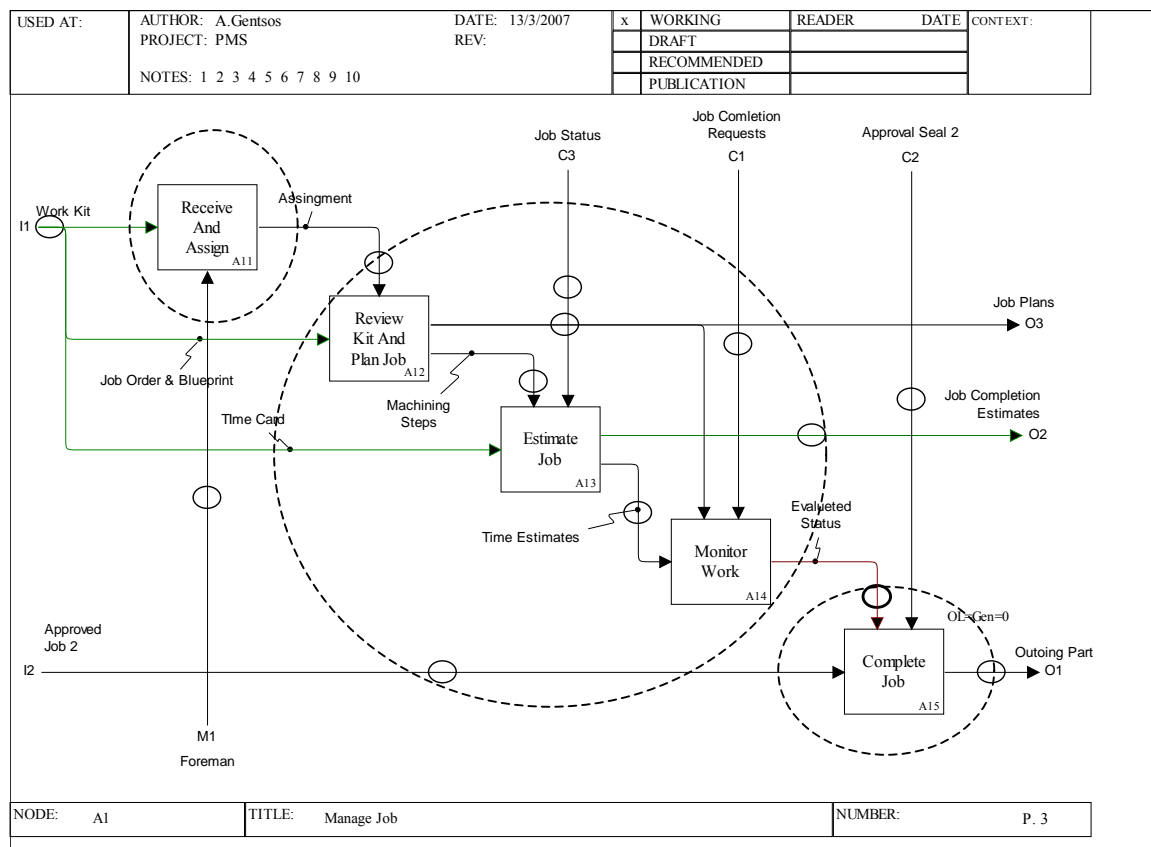 USED AT:
AUTHOR: A.Gentsos
DATE: 13/3/2007
PROJECT: PMS
REV:
NOTES: 1 2 3 4 5 6 7 8 9 10
x WORKING
DRAFT
RECOMMENDED
PUBLICATION
READER DATE
CONTEXT:
Job Status
C3
Job Comletion
Requests
C1
Approval Seal 2
C2
I1
Work Kit
Receive
And
Assign
A11
Assingment
Review
Kit And
Plan Job
A12
Job Plans
O3
Job Order & Blueprint
Machining
Steps
TIme Card
Job Completion
Estimates
O2
Estimate
Job
A13
Time Estimates
Evalueted
Status
Monitor
Work
A14
OL=Gen=0
Approved
Job 2
I2
Complete
Job
A15
Outoing Part
O1
M1
Foreman
NODE: A1
TITLE: Manage Job
NUMBER: P. 3